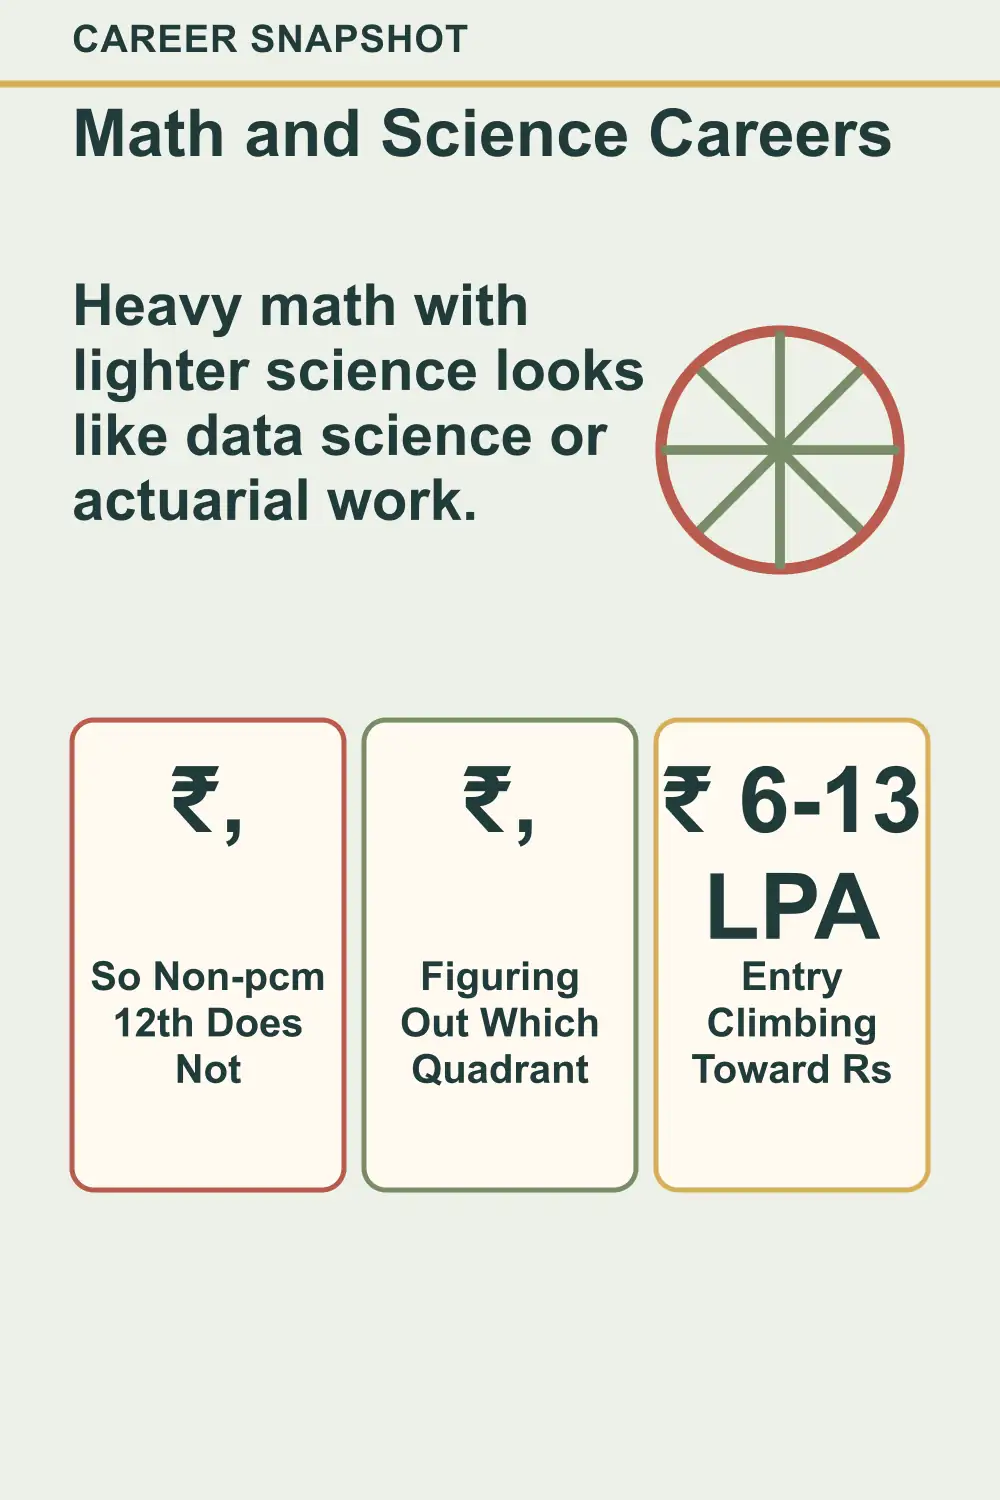 CAREER SNAPSHOT
Math and Science Careers
Heavy math with
lighter science looks
like data science or
actuarial work.
₹,
So Non-pcm
12th Does
Not
₹,
Figuring
Out Which
Quadrant
₹ 6-13
LPA
Entry
Climbing
Toward Rs